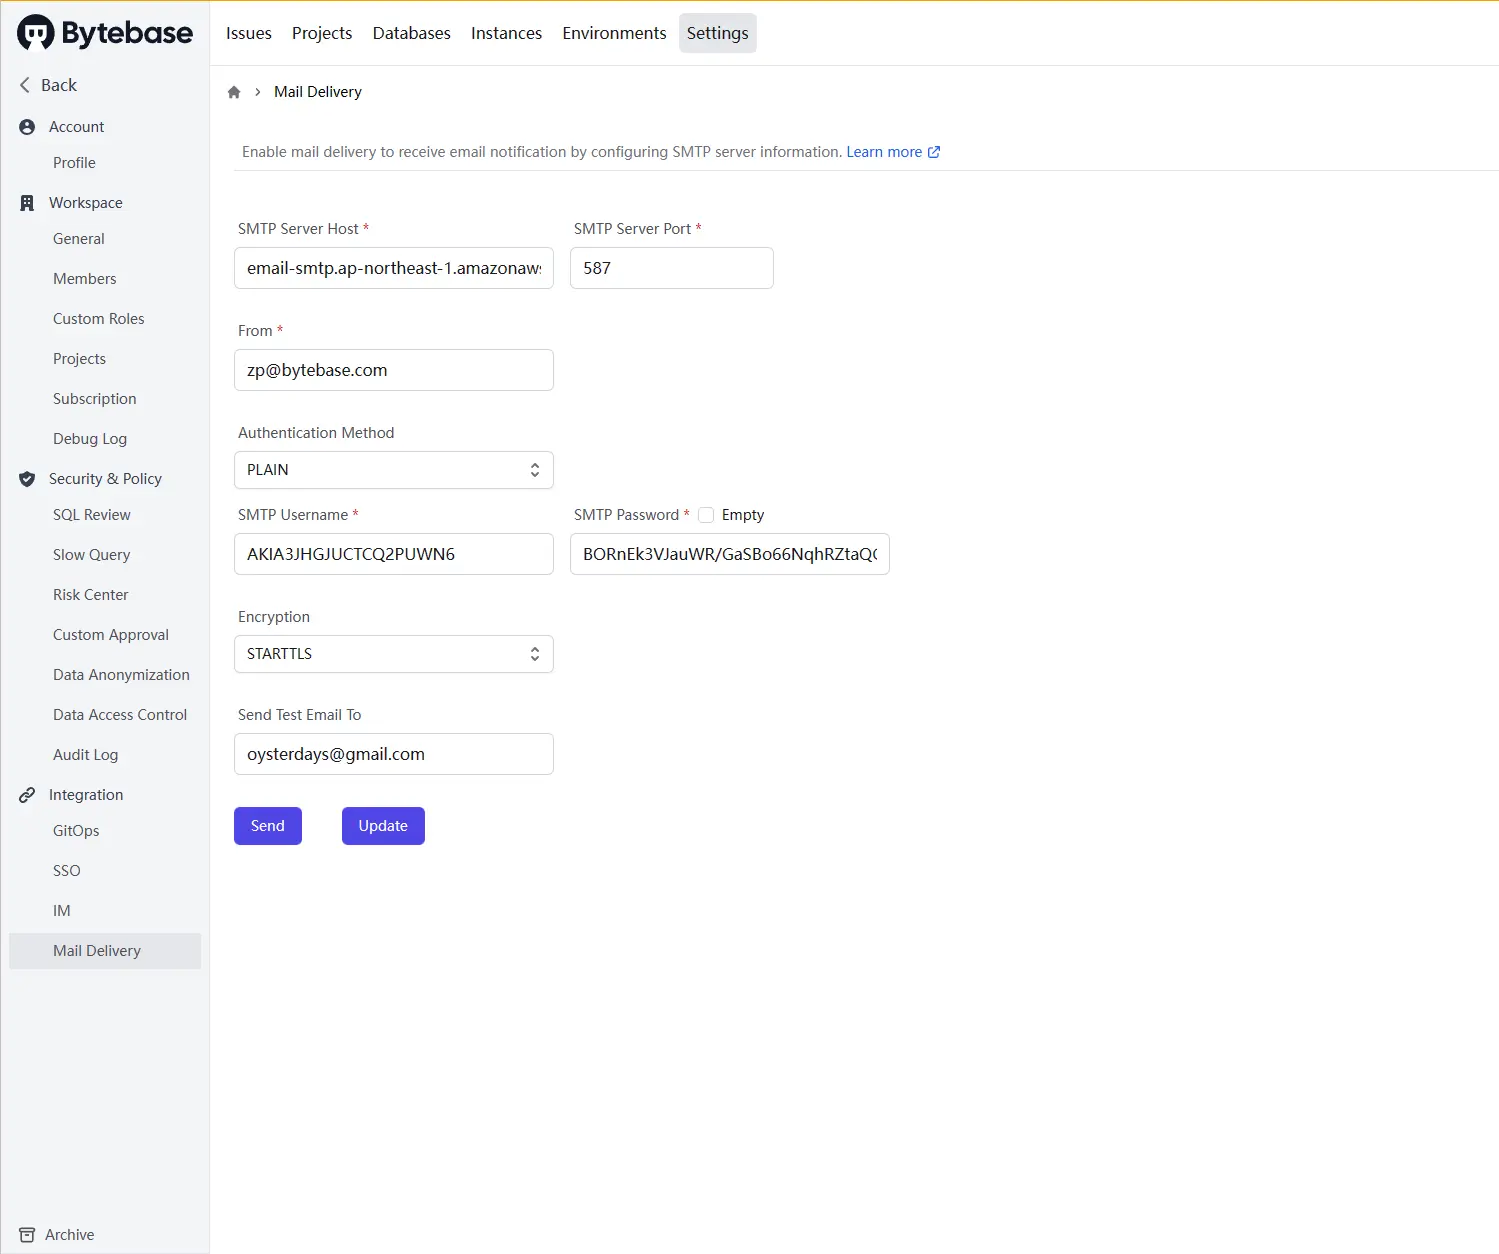 Bytebase
Issues Projects Databases Instances Environments Settings
Back
Mail Delivery
Account
Profile
Workspace
General
Members
Custom Roles
Projects
Subscription
Debug Log
Security & Policy
SQL Review
Slow Query
Risk Center
Custom Approval
Data Anonymization
Data Access Control
Audit Log
Integration
GitOps
SSO
IM
Mail Delivery
Archive
Enable mail delivery to receive email notification by configuring SMTP server information. Learn more
SMTP Server Host * SMTP Server Port *
email-smtp.ap-northeast-1.amazonaws 587
From *
zp@bytebase.com
Authentication Method
PLAIN
SMTP Username * SMTP Password * Empty
AKIA3JHGJUCTCQ2PUWN6 BORnEk3VJauWR/GaSBo66NqhRZtaQ
Encryption
STARTTLS
Send Test Email To
oysterdays@gmail.com
Send Update